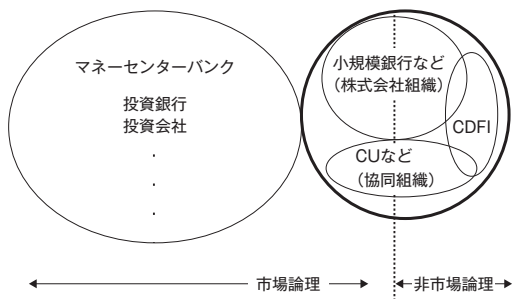 マネーセンターバンク
投資銀行
投資会社
・
・
・
小規模銀行など
（株式会社組織）
CDFI
CUなど
（協同組織）
市場論理
非市場論理